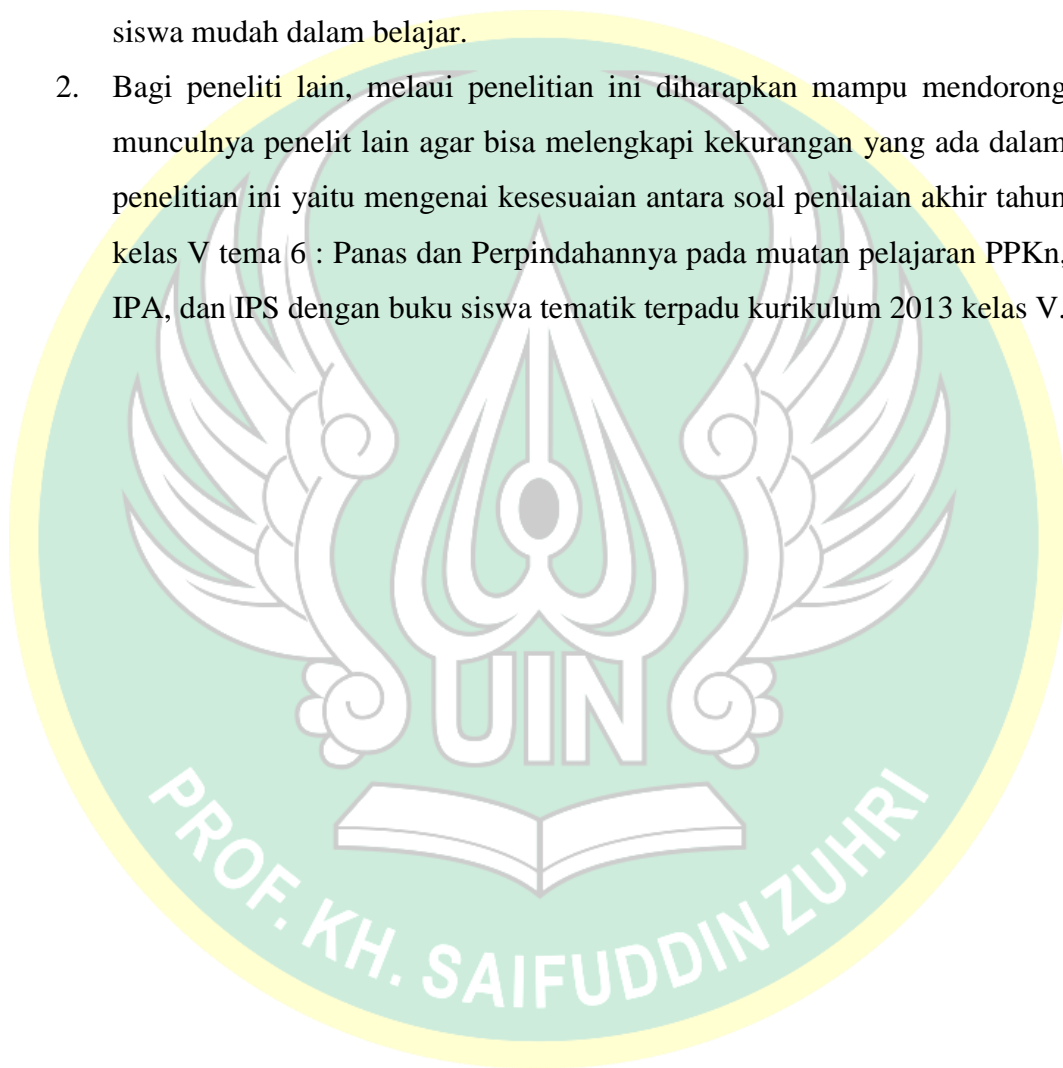 siswa mudah dalam belajar.
2. Bagi peneliti lain, melaui penelitian ini diharapkan mampu mendorong
munculnya penelit lain agar bisa melengkapi kekurangan yang ada dalam
penelitian ini yaitu mengenai kesesuaian antara soal penilaian akhir tahun
kelas V tema 6 : Panas dan Perpindahannya pada muatan pelajaran PPKn,
IPA, dan IPS dengan buku siswa tematik terpadu kurikulum 2013 kelas V.
UIN
PROF. KH. SAIFUDDIN ZUHRI